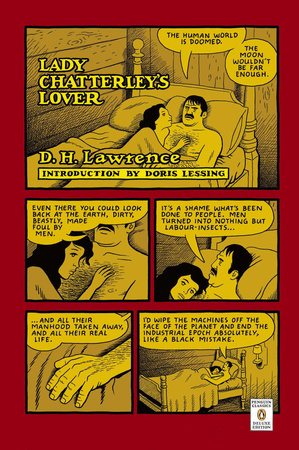 THE HUMAN WORLD
IS DOOMED.
THE
MOON
WOULDN'T
BE FAR
ENOUGH.
LADY
CHATTERLEY'S
LOVER
D. H. Lawrence
INTRODUCTION BY DORIS LESSING
EVEN THERE YOU COULD LOOK
BACK AT THE EARTH, DIRTY,
BEASTLY, MADE
FOUL BY
MEN.
IT'S A SHAME WHAT'S
BEEN DONE TO PEOPLE. MEN
TURNED INTO NOTHING BUT
LABOUR-INSECTS...
...AND ALL THEIR
MANHOOD TAKEN AWAY,
AND ALL THEIR REAL
LIFE.
I'D WIPE THE MACHINES OFF THE
FACE OF THE PLANET AND END THE
INDUSTRIAL EPOCH ABSOLUTELY,
LIKE A BLACK MISTAKE.
PENGUIN
CLASSICS
DELUXE
EDITION